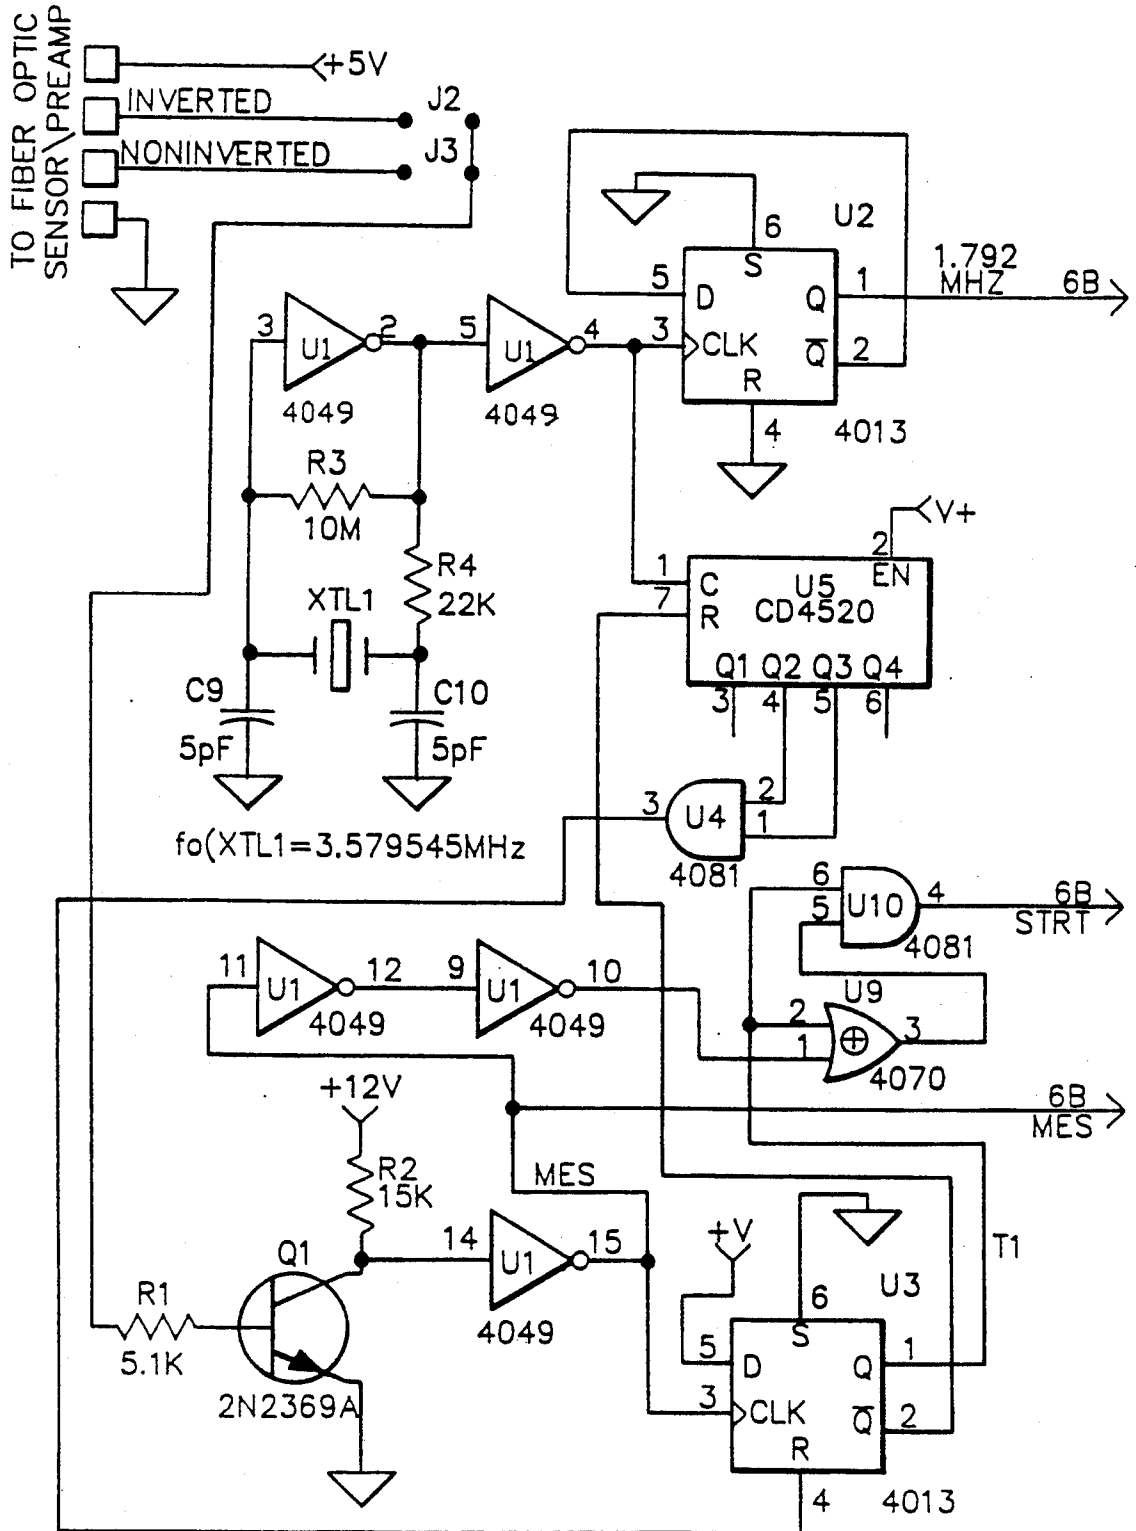 TO FIBER OPTIC
SENSOR\PREAMP
+5V
INVERTED
J2
NONINVERTED
J3
U2
6
S
5
D
Q
1
1.792
MHZ
6B
3
CLK
Q
2
R
4
4013
3
U1
2
4049
5
U1
4
4049
R3
10M
R4
22K
XTL1
C9
5pF
C10
5pF
fo(XTL1=3.579545MHz
V+
2
EN
1
C
U5
CD4520
7
R
Q1 Q2 Q3 Q4
3 4 5 6
3
U4
2
1
4081
6
5
U10
4
4081
6B
STRT
11
U1
12
4049
9
U1
10
4049
U9
2
1
3
4070
6B
MES
+12V
R2
15K
MES
14
U1
15
4049
Q1
R1
5.1K
2N2369A
+V
T1
U3
6
S
5
D
Q
1
3
CLK
Q
2
R
4
4013